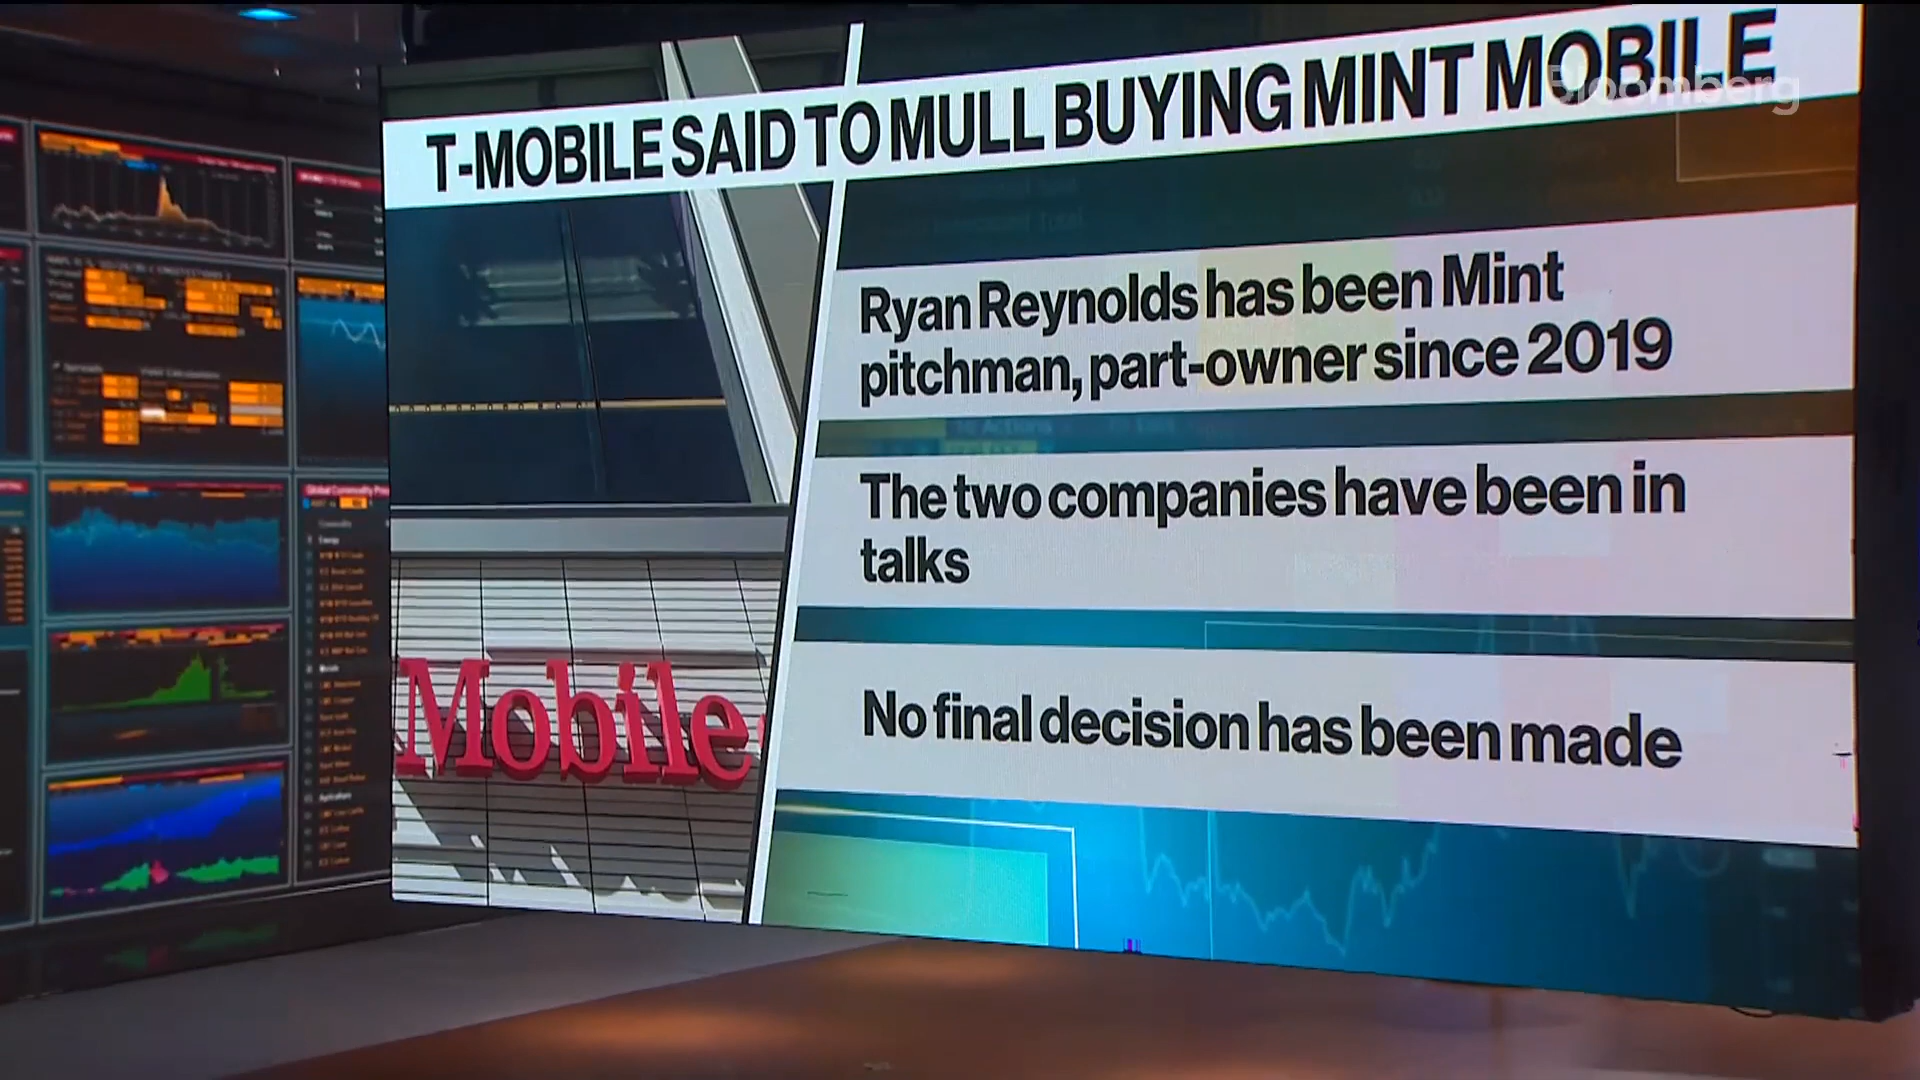 T-MOBILE SAID TO MULL BUYING MINT MOBILE
Bloomberg
Ryan Reynolds has been Mint
pitchman, part-owner since 2019
The two companies have been in
talks
No final decision has been made
Mobile